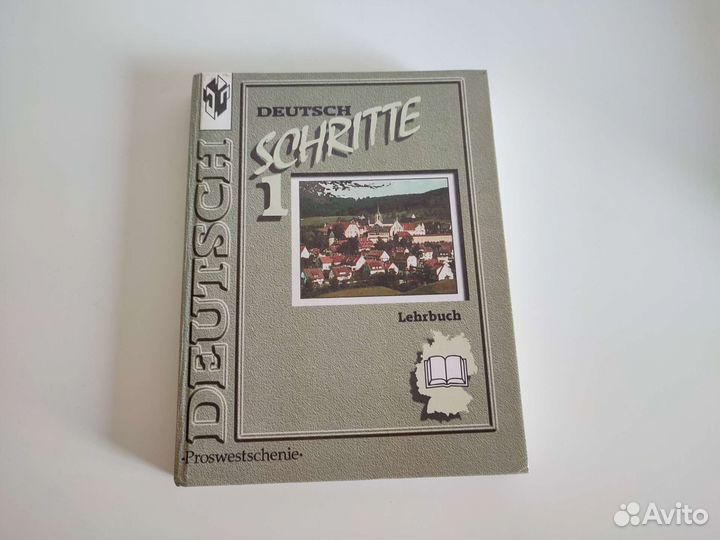 DEUTSCH
DEUTSCH
SCHRITTE
1
Lehrbuch
·Proswestschenie·
Avito